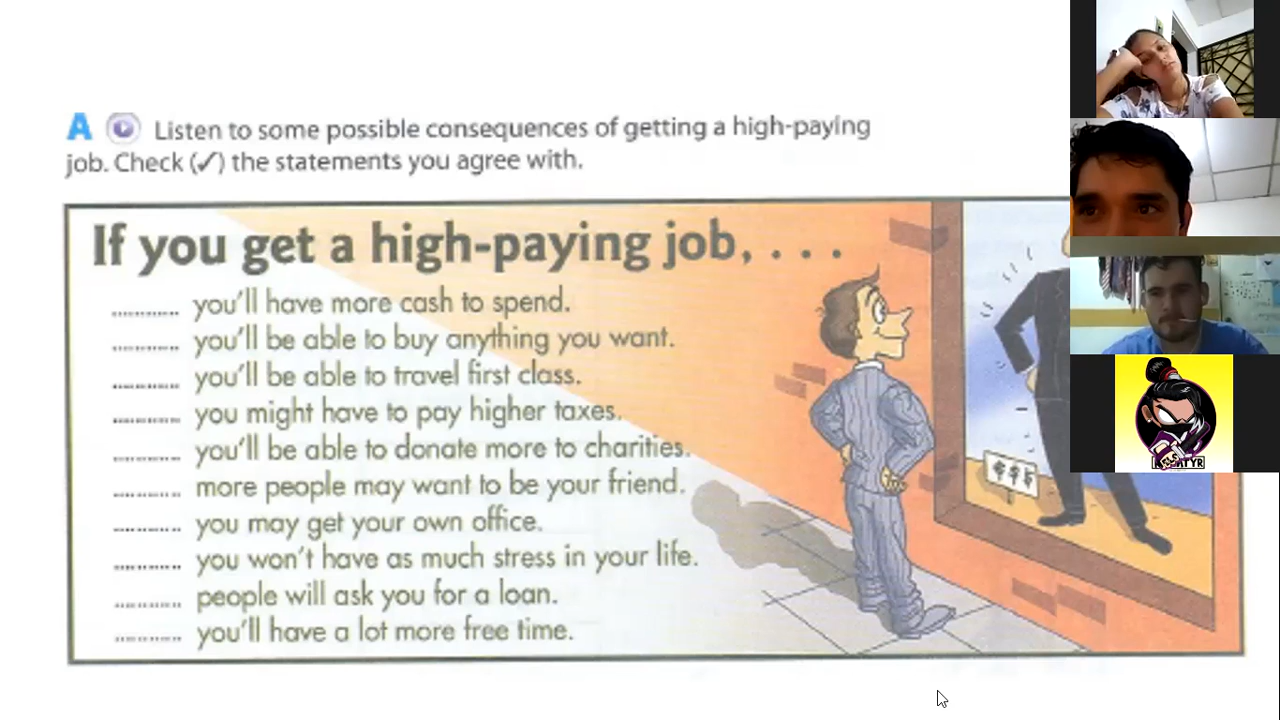 A Listen to some possible consequences of getting a high-paying
job. Check (✓) the statements you agree with.
If you get a high-paying job, . . . .
............ you'll have more cash to spend.
............ you'll be able to buy anything you want.
............ you'll be able to travel first class.
............ you might have to pay higher taxes.
............ you'll be able to donate more to charities.
............ more people may want to be your friend.
............ you may get your own office.
............ you won't have as much stress in your life.
............ people will ask you for a loan.
............ you'll have a lot more free time.